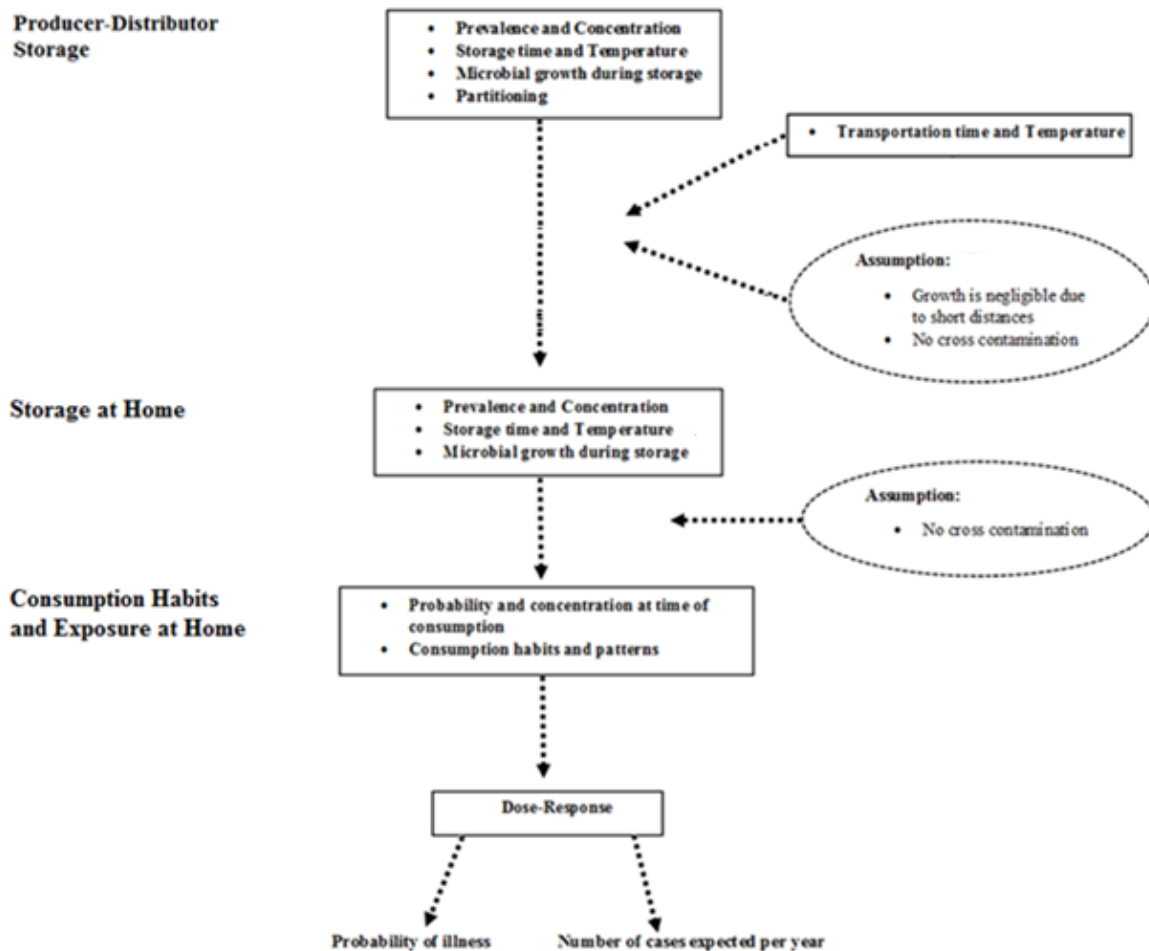 Producer-Distributor
Storage
• Prevalence and Concentration
• Storage time and Temperature
• Microbial growth during storage
• Partitioning
• Transportation time and Temperature
Assumption:
• Growth is negligible due
to short distances
• No cross contamination
Storage at Home
• Prevalence and Concentration
• Storage time and Temperature
• Microbial growth during storage
Assumption:
• No cross contamination
Consumption Habits
and Exposure at Home
• Probability and concentration at time of
consumption
• Consumption habits and patterns
Dose-Response
Probability of illness
Number of cases expected per year